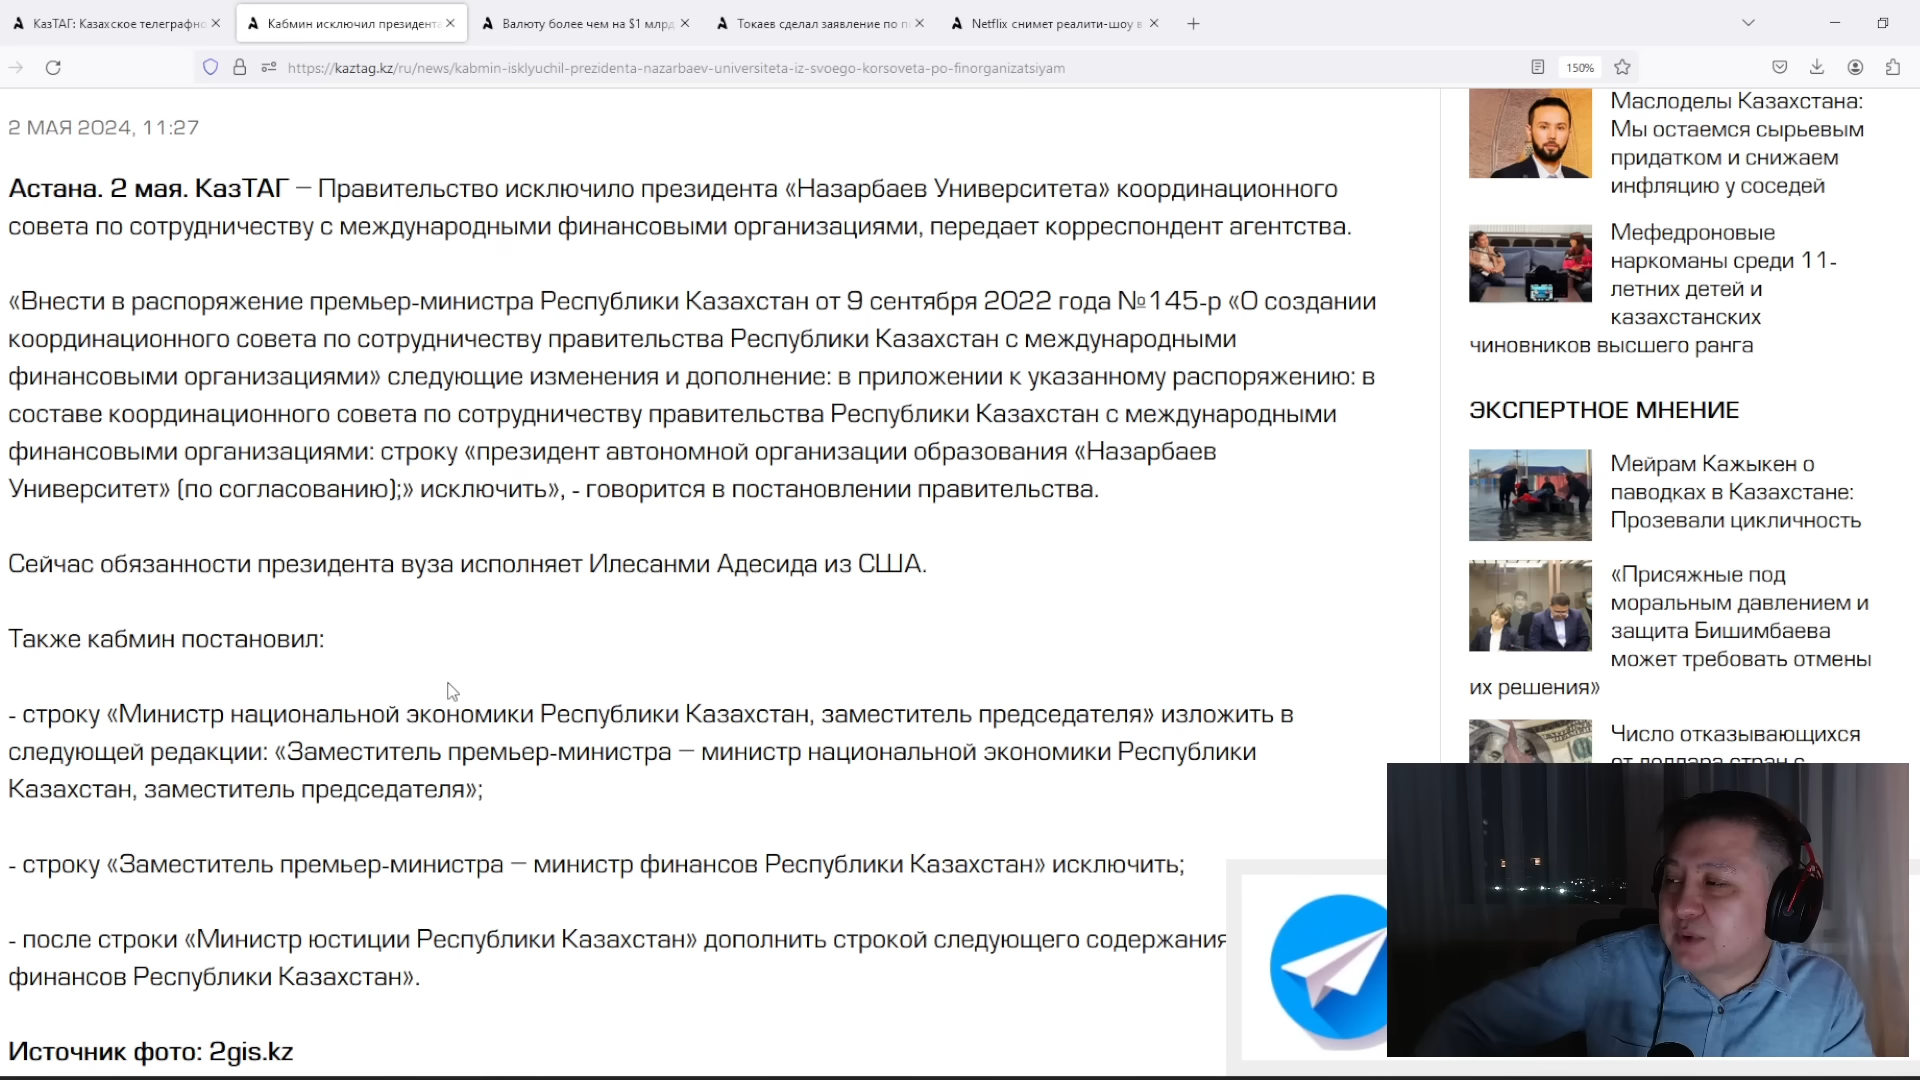 КазТАГ: Казахское телеграфно
Кабмин исключил президента
Валюту более чем на $1 млрд
Токаев сделал заявление по п
Netflix снимет реалити-шоу в
https://kaztag.kz/ru/news/kabmin-isklyuchil-prezidenta-nazarbaev-universiteta-iz-svoego-korsoveta-po-finorganizatsiyam
150%
2 МАЯ 2024, 11:27
Астана. 2 мая. КазТАГ – Правительство исключило президента «Назарбаев Университета» координационного
совета по сотрудничеству с международными финансовыми организациями, передает корреспондент агентства.
«Внести в распоряжение премьер-министра Республики Казахстан от 9 сентября 2022 года №145-р «О создании
координационного совета по сотрудничеству правительства Республики Казахстан с международными
финансовыми организациями» следующие изменения и дополнение: в приложении к указанному распоряжению: в
составе координационного совета по сотрудничеству правительства Республики Казахстан с международными
финансовыми организациями: строку «президент автономной организации образования «Назарбаев
Университет» (по согласованию);» исключить», - говорится в постановлении правительства.
Сейчас обязанности президента вуза исполняет Илесанми Адесида из США.
Также кабмин постановил:
- строку «Министр национальной экономики Республики Казахстан, заместитель председателя» изложить в
следующей редакции: «Заместитель премьер-министра – министр национальной экономики Республики
Казахстан, заместитель председателя»;
- строку «Заместитель премьер-министра – министр финансов Республики Казахстан» исключить;
- после строки «Министр юстиции Республики Казахстан» дополнить строкой следующего содержания
финансов Республики Казахстан».
Источник фото: 2gis.kz
Маслоделы Казахстана:
Мы остаемся сырьевым
придатком и снижаем
инфляцию у соседей
Мефедроновые
наркоманы среди 11-
летних детей и
казахстанских
чиновников высшего ранга
ЭКСПЕРТНОЕ МНЕНИЕ
Мейрам Кажыкен о
паводках в Казахстане:
Прозевали цикличность
«Присяжные под
моральным давлением и
защита Бишимбаева
может требовать отмены
их решения»
Число отказывающихся
от доллара стран с